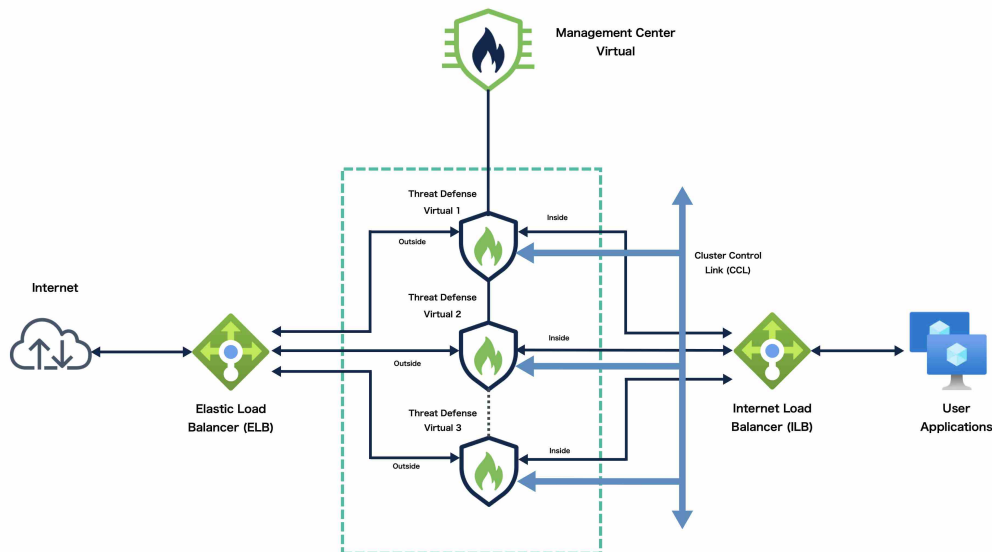 Management Center
Virtual
Threat Defense
Virtual 1
Inside
Outside
Cluster Control
Link (CCL)
Internet
Threat Defense
Virtual 2
Inside
Outside
Elastic Load
Balancer (ELB)
Internet Load
Balancer (ILB)
User
Applications
Threat Defense
Virtual 3
Inside
Outside